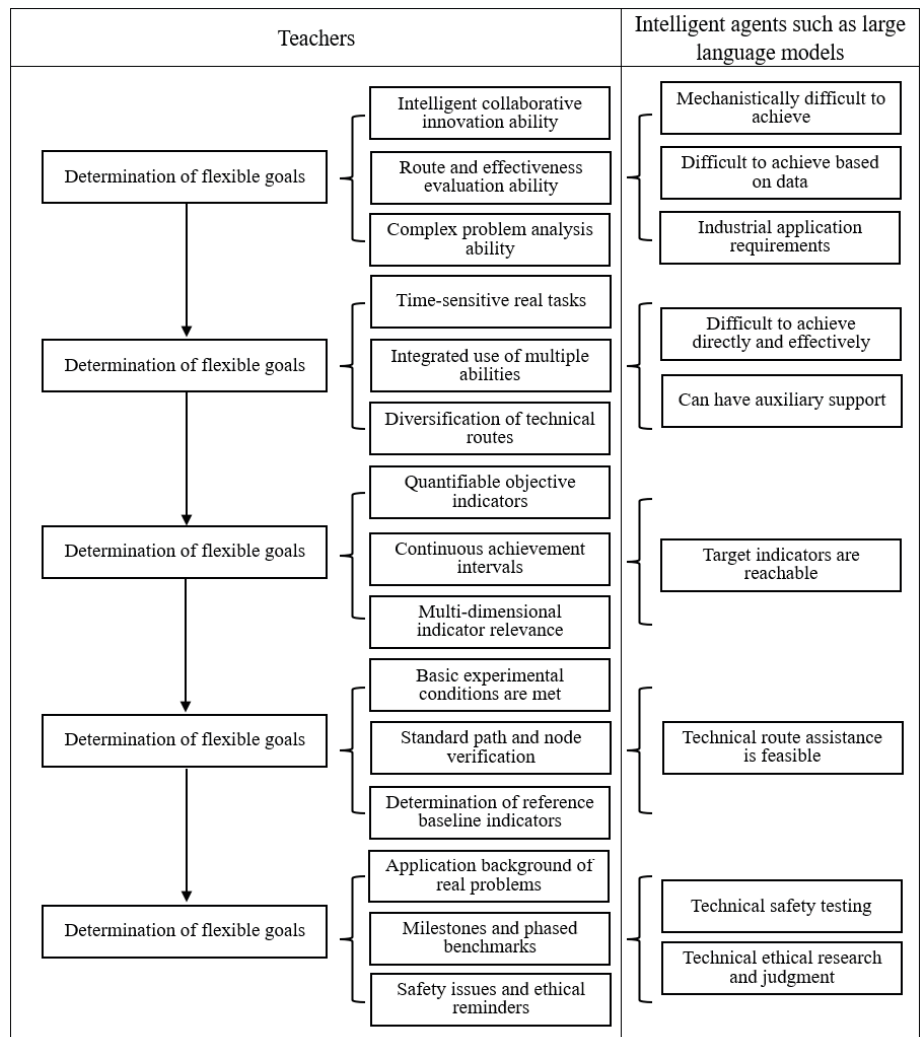 Teachers
Intelligent agents such as large
language models
Determination of flexible goals
Intelligent collaborative
innovation ability
Route and effectiveness
evaluation ability
Complex problem analysis
ability
Mechanistically difficult to
achieve
Difficult to achieve based
on data
Industrial application
requirements
Determination of flexible goals
Time-sensitive real tasks
Integrated use of multiple
abilities
Diversification of technical
routes
Difficult to achieve
directly and effectively
Can have auxiliary support
Determination of flexible goals
Quantifiable objective
indicators
Continuous achievement
intervals
Multi-dimensional
indicator relevance
Target indicators are
reachable
Determination of flexible goals
Basic experimental
conditions are met
Standard path and node
verification
Determination of reference
baseline indicators
Technical route assistance
is feasible
Determination of flexible goals
Application background of
real problems
Milestones and phased
benchmarks
Safety issues and ethical
reminders
Technical safety testing
Technical ethical research
and judgment